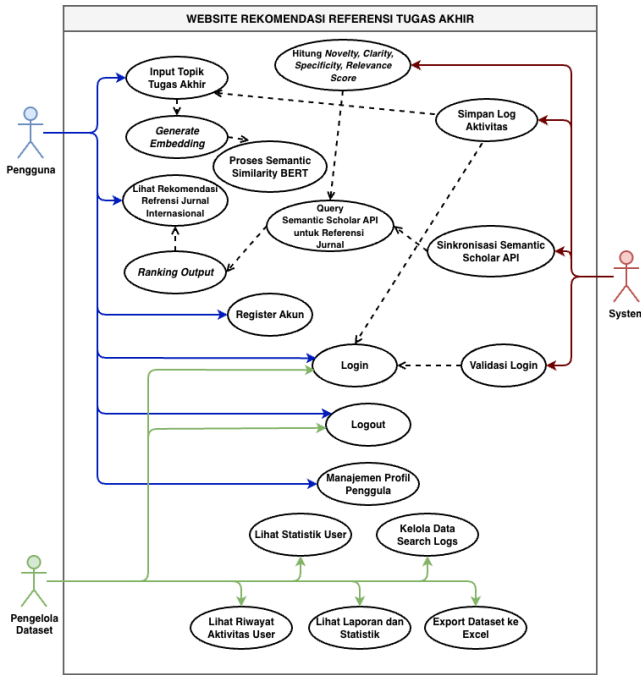 WEBSITE REKOMENDASI REFERENSI TUGAS AKHIR
Hitung Novelty, Clarity,
Specificity, Relevance
Score
Input Topik
Tugas Akhir
Simpan Log
Aktivitas
Generate
Embedding
Proses Semantic
Similarity BERT
Pengguna
Lihat Rekomendasi
Refrensi Jurnal
Internasional
Query
Semantic Scholar API
untuk Referensi
Jurnal
Sinkronisasi Semantic
Scholar API
Ranking Output
System
Register Akun
Login
Validasi Login
Logout
Manajemen Profil
Penggula
Lihat Statistik User
Kelola Data
Search Logs
Pengelola
Dataset
Lihat Riwayat
Aktivitas User
Lihat Laporan dan
Statistik
Export Dataset ke
Excel